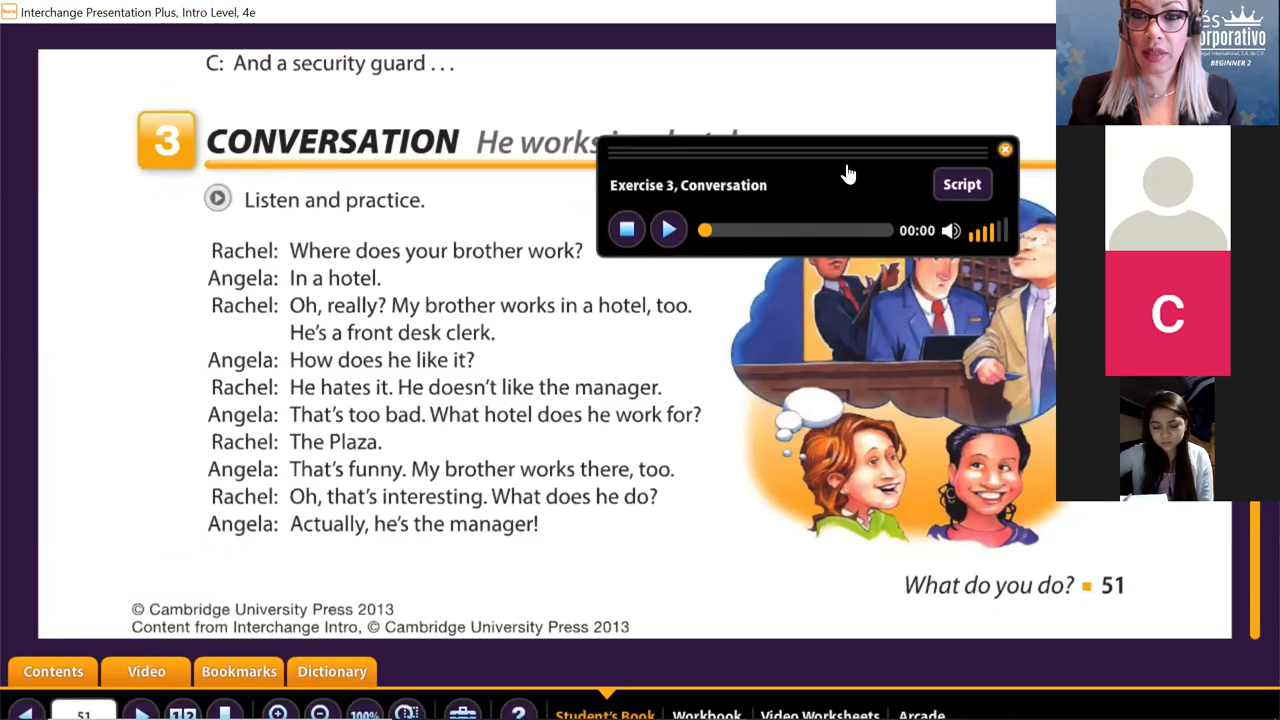 Interchange Presentation Plus, Intro Level, 4e
C: And a security guard . . .
3 CONVERSATION He works
Listen and practice.
Exercise 3, Conversation
Script
00:00
Rachel: Where does your brother work?
Angela: In a hotel.
Rachel: Oh, really? My brother works in a hotel, too.
He's a front desk clerk.
Angela: How does he like it?
Rachel: He hates it. He doesn't like the manager.
Angela: That's too bad. What hotel does he work for?
Rachel: The Plaza.
Angela: That's funny. My brother works there, too.
Rachel: Oh, that's interesting. What does he do?
Angela: Actually, he's the manager!
What do you do? ■ 51
© Cambridge University Press 2013
Content from Interchange Intro, © Cambridge University Press 2013
és
orporativo
BEGINNER 2
C
Contents
Video
Bookmarks
Dictionary
51
1 2
100%
?
Student's Book
Workbook
Video Worksheets
Arcade